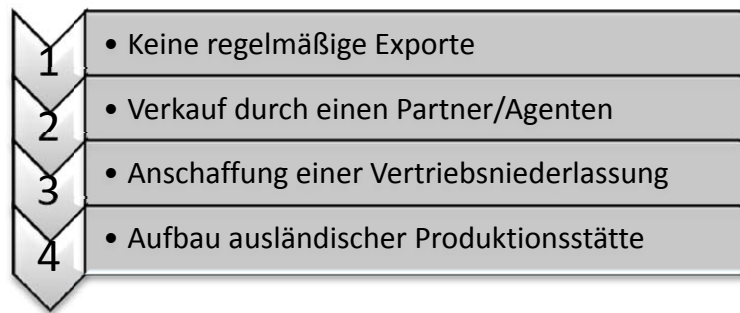 1 • Keine regelmäßige Exporte
2 • Verkauf durch einen Partner/Agenten
3 • Anschaffung einer Vertriebsniederlassung
4 • Aufbau ausländischer Produktionsstätte